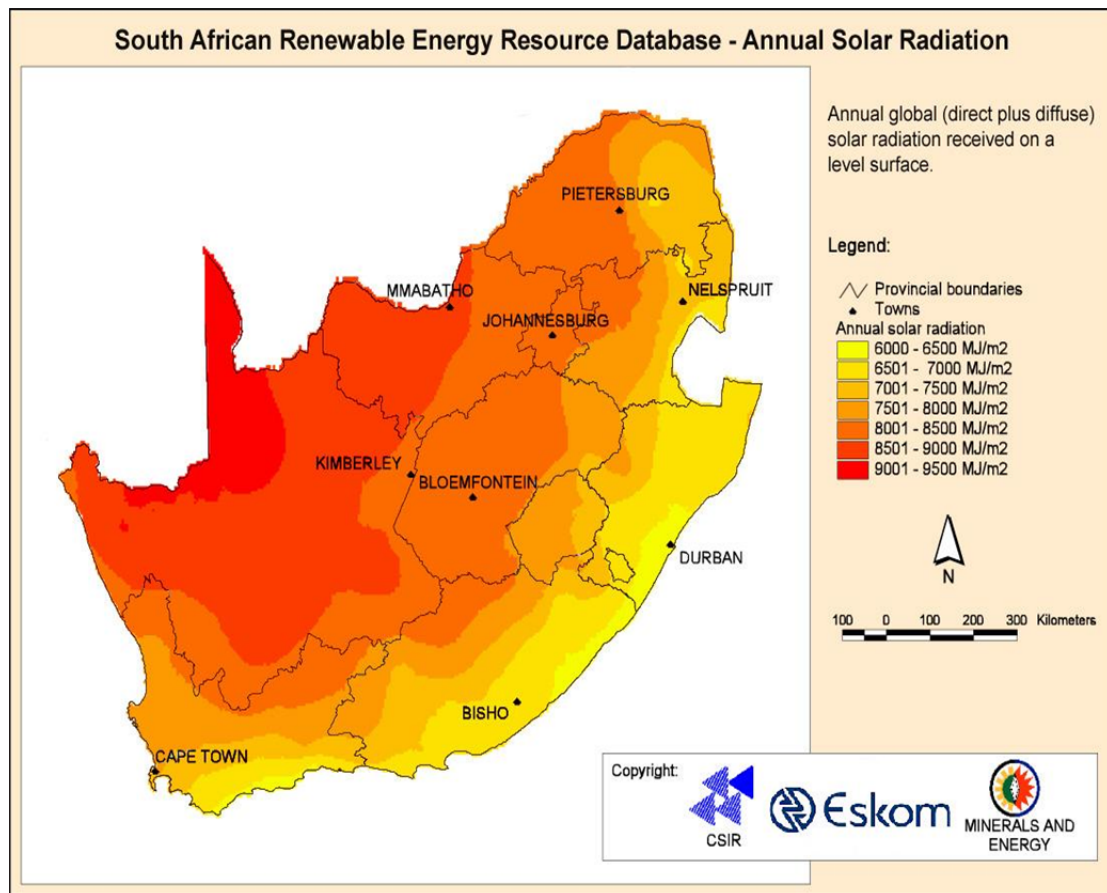 South African Renewable Energy Resource Database - Annual Solar Radiation
Annual global (direct plus diffuse)
solar radiation received on a
level surface.
PIETERSBURG
MMABATHO
NELSPRUIT
JOHANNESBURG
KIMBERLEY
BLOEMFONTEIN
DURBAN
BISHO
CAPE TOWN
Legend:
Provincial boundaries
Towns
Annual solar radiation
6000 - 6500 MJ/m2
6501 - 7000 MJ/m2
7001 - 7500 MJ/m2
7501 - 8000 MJ/m2
8001 - 8500 MJ/m2
8501 - 9000 MJ/m2
9001 - 9500 MJ/m2
N
100 0 100 200 300 Kilometers
Copyright:
CSIR
Eskom
MINERALS AND
ENERGY